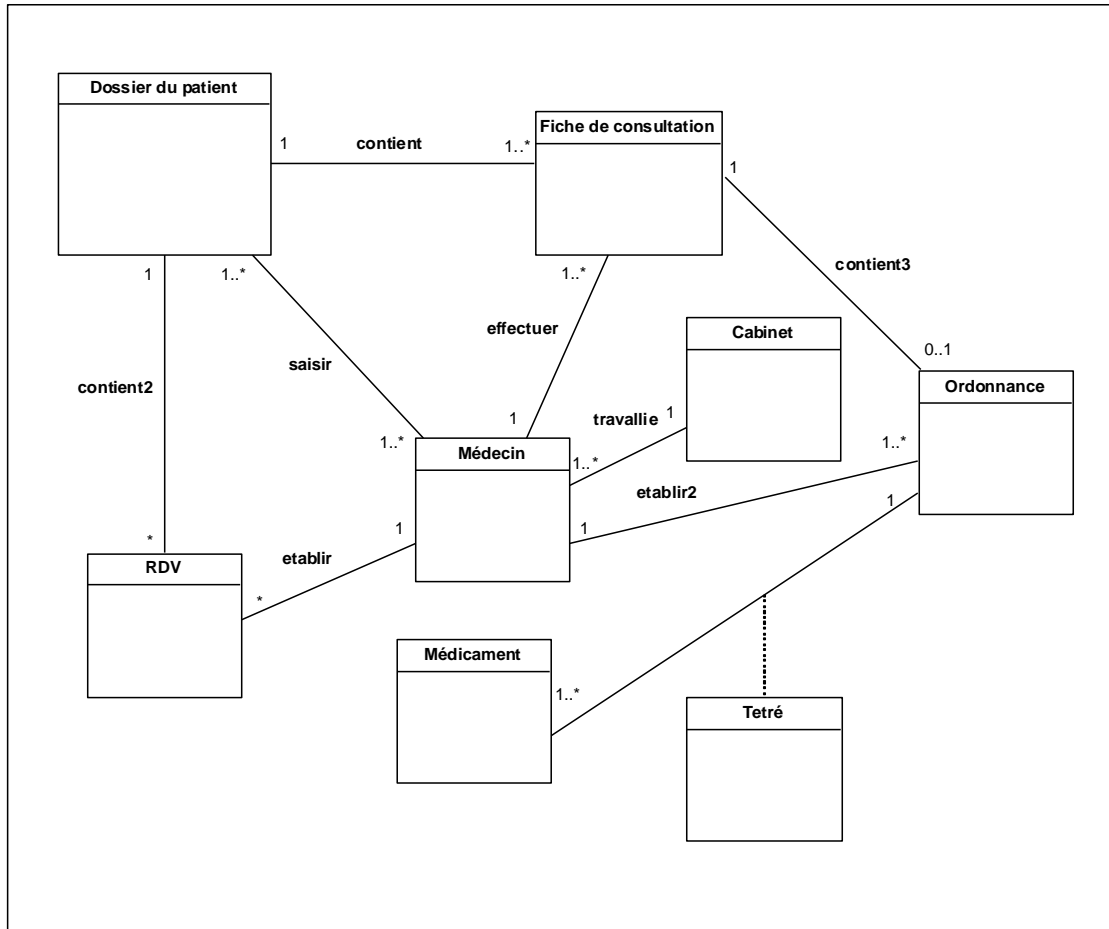 Dossier du patient
Fiche de consultation
1
contient
1..*
1
1
1..*
1..*
contient3
effectuer
Cabinet
saisir
0..1
contient2
Ordonnance
travallie
1
1
1..*
1..*
Médecin
1..*
etablir2
1
1
1
*
etablir
RDV
*
Médicament
1..*
Tetré